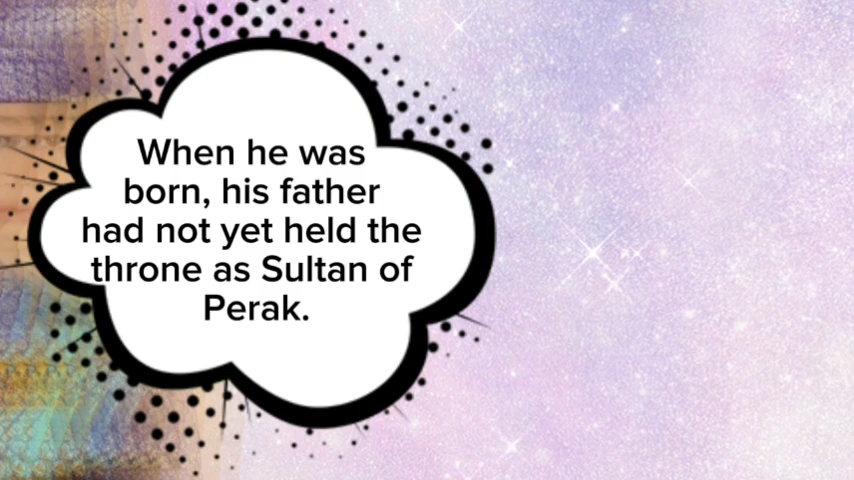 When he was
born, his father
had not yet held the
throne as Sultan of
Perak.